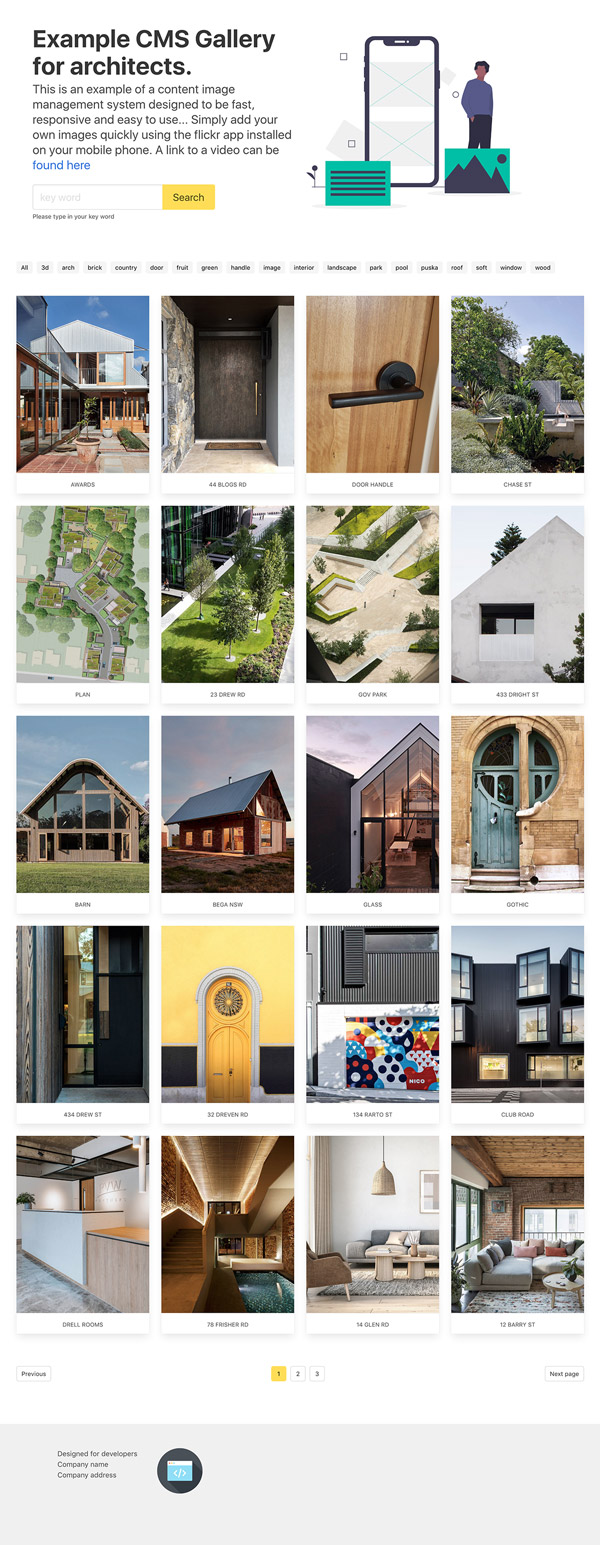 Example CMS Gallery
for architects.
This is an example of a content image
management system designed to be fast,
responsive and easy to use... Simply add your
own images quickly using the flickr app installed
on your mobile phone. A link to a video can be
found here
key word
Search
Please type in your key word
All 3d arch brick country door fruit green handle image interior landscape park pool puska roof soft window wood
AWARDS
44 BLOGS RD
DOOR HANDLE
CHASE ST
PLAN
23 DREW RD
GOV PARK
433 DRIGHT ST
BARN
BEGA NSW
GLASS
GOTHIC
NICO
434 DREW ST
32 DREVEN RD
134 RARTO ST
CLUB ROAD
DRELL ROOMS
78 FRISHER RD
14 GLEN RD
12 BARRY ST
Previous
1 2 3
Next page
Designed for developers
Company name
Company address
</>